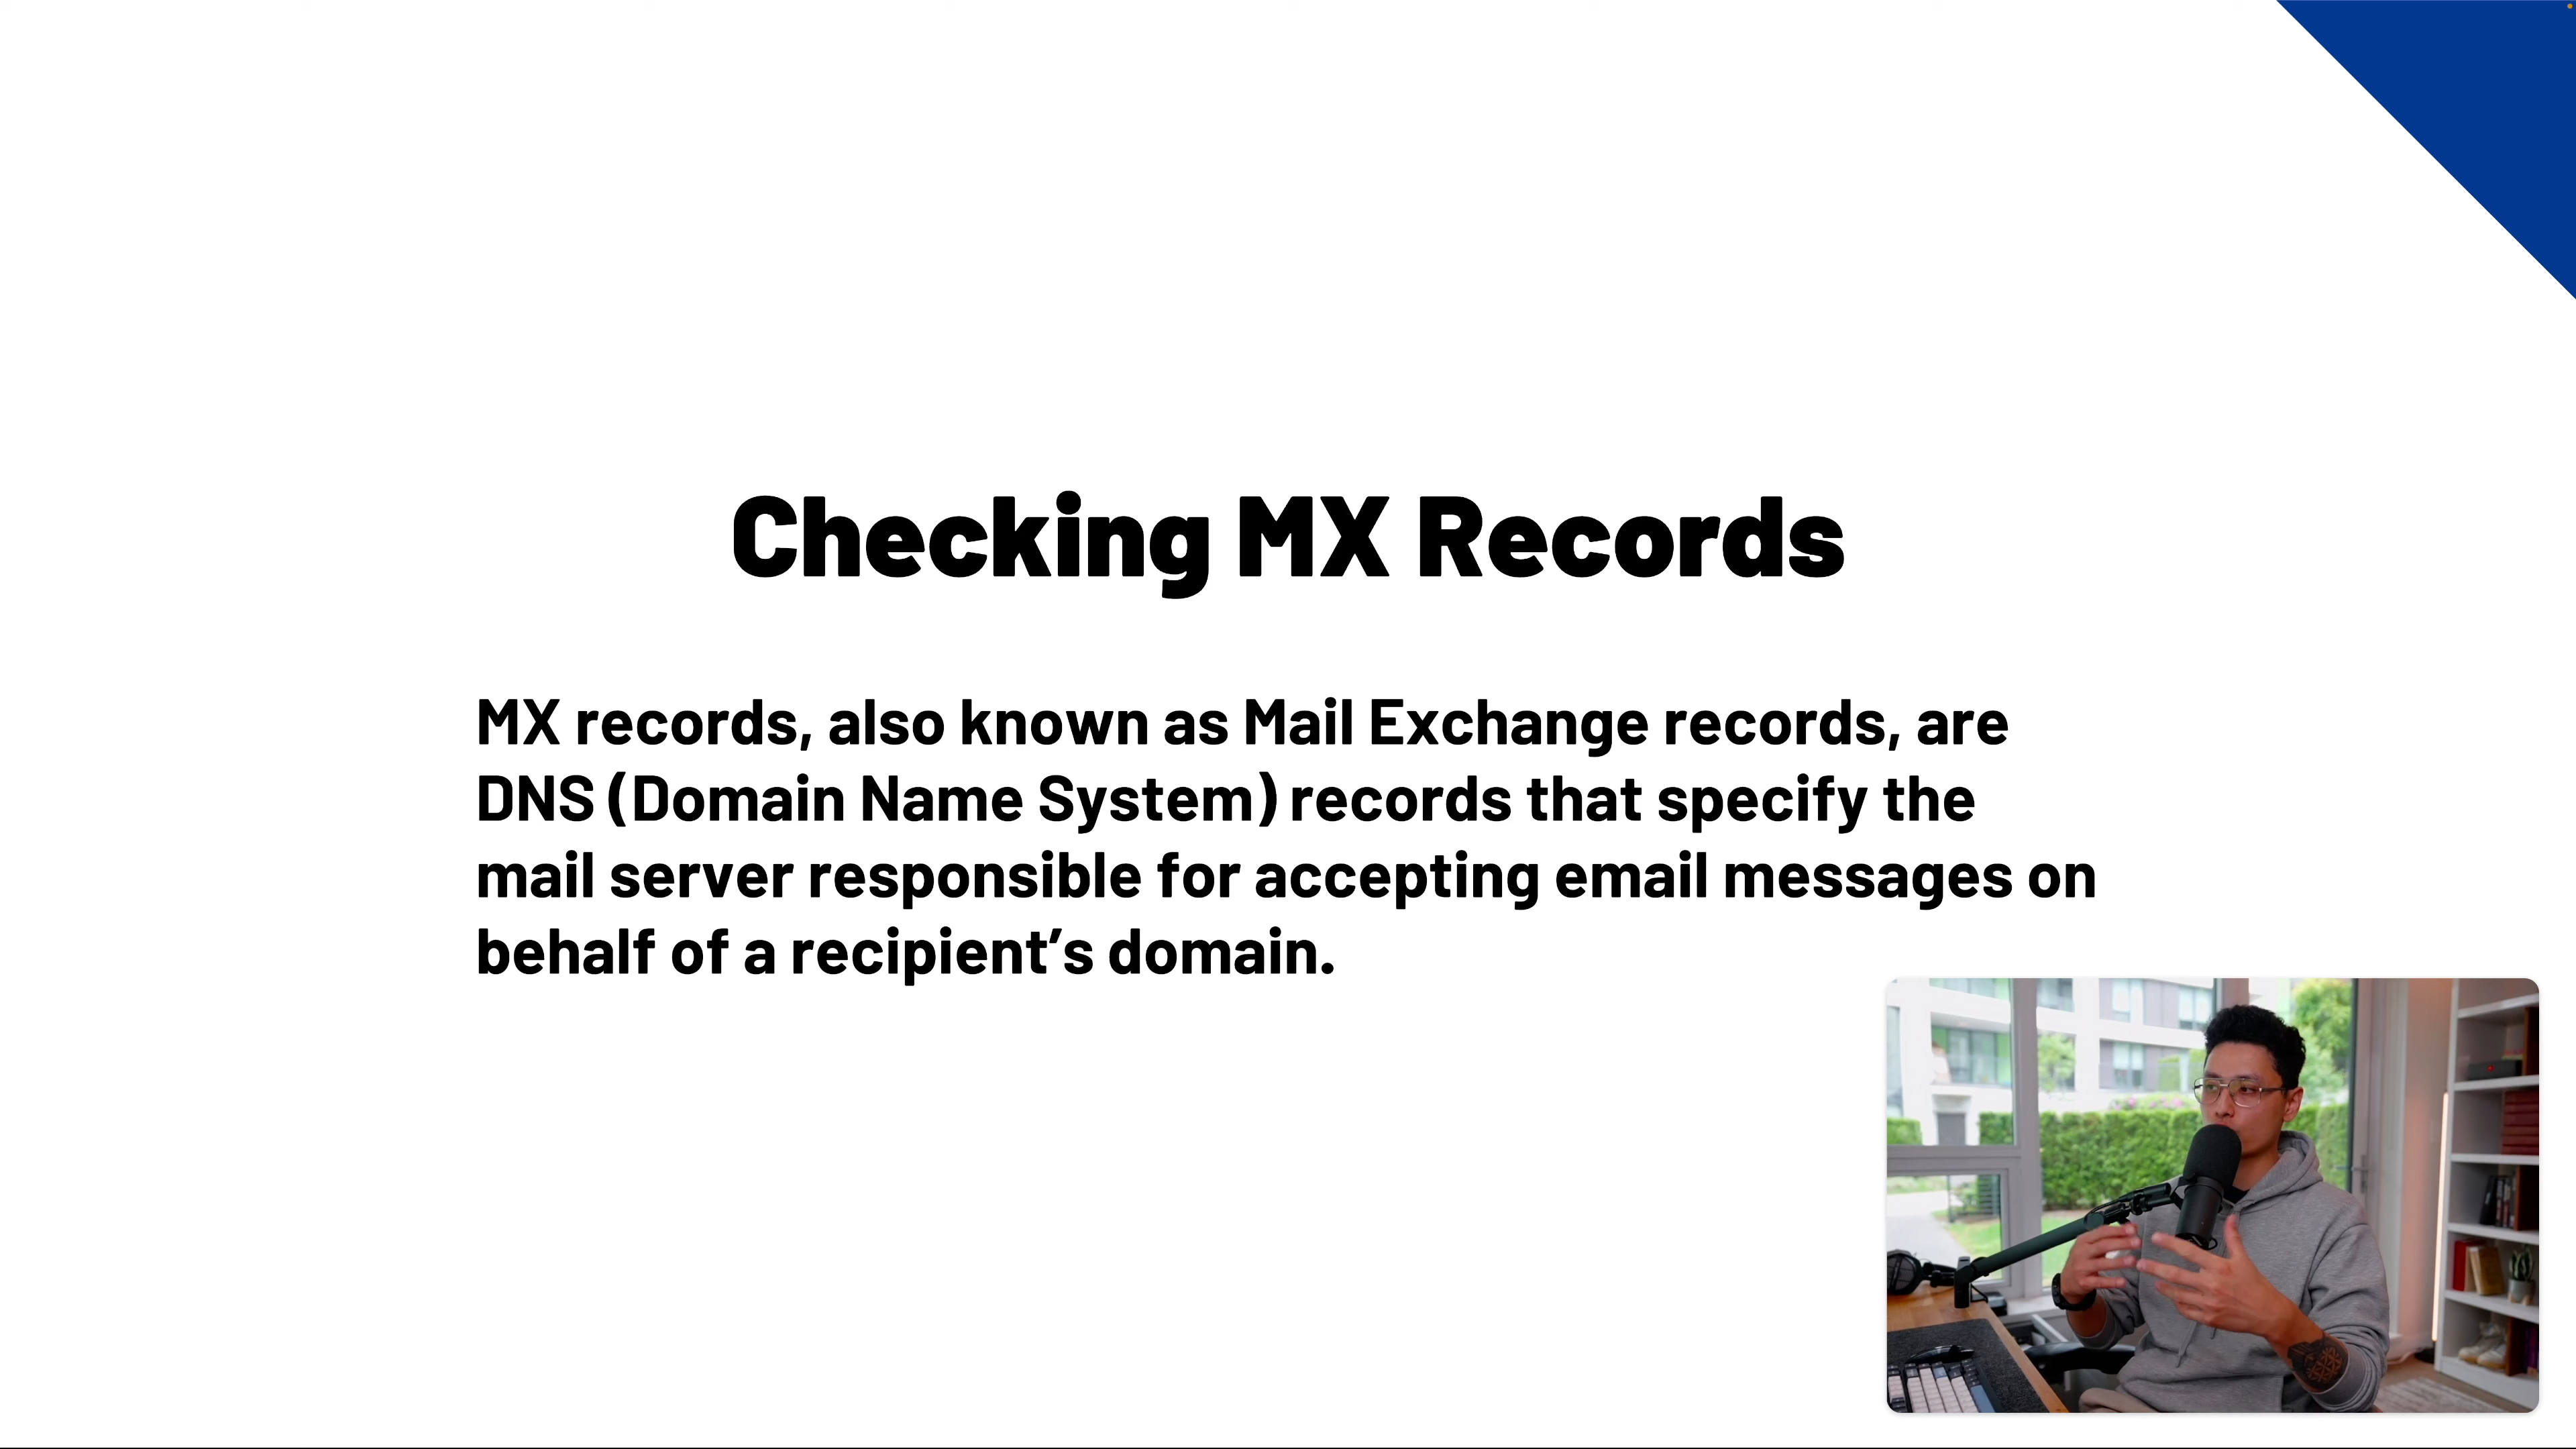 Checking MX Records
MX records, also known as Mail Exchange records, are
DNS (Domain Name System) records that specify the
mail server responsible for accepting email messages on
behalf of a recipient’s domain.